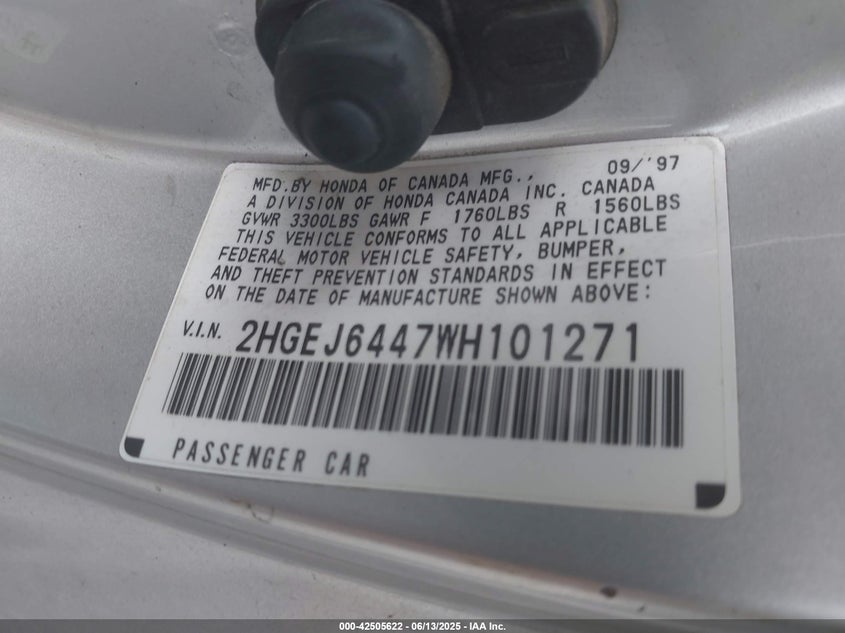 09/'97
MFD.BY HONDA OF CANADA MFG.,
A DIVISION OF HONDA CANADA INC. CANADA
GVWR 3300LBS GAWR F 1760LBS R 1560LBS
THIS VEHICLE CONFORMS TO ALL APPLICABLE
FEDERAL MOTOR VEHICLE SAFETY, BUMPER,
AND THEFT PREVENTION STANDARDS IN EFFECT
ON THE DATE OF MANUFACTURE SHOWN ABOVE:
V.I.N. 2HGEJ6447WH101271
PASSENGER CAR
000-42505622 - 06/13/2025 - IAA Inc.